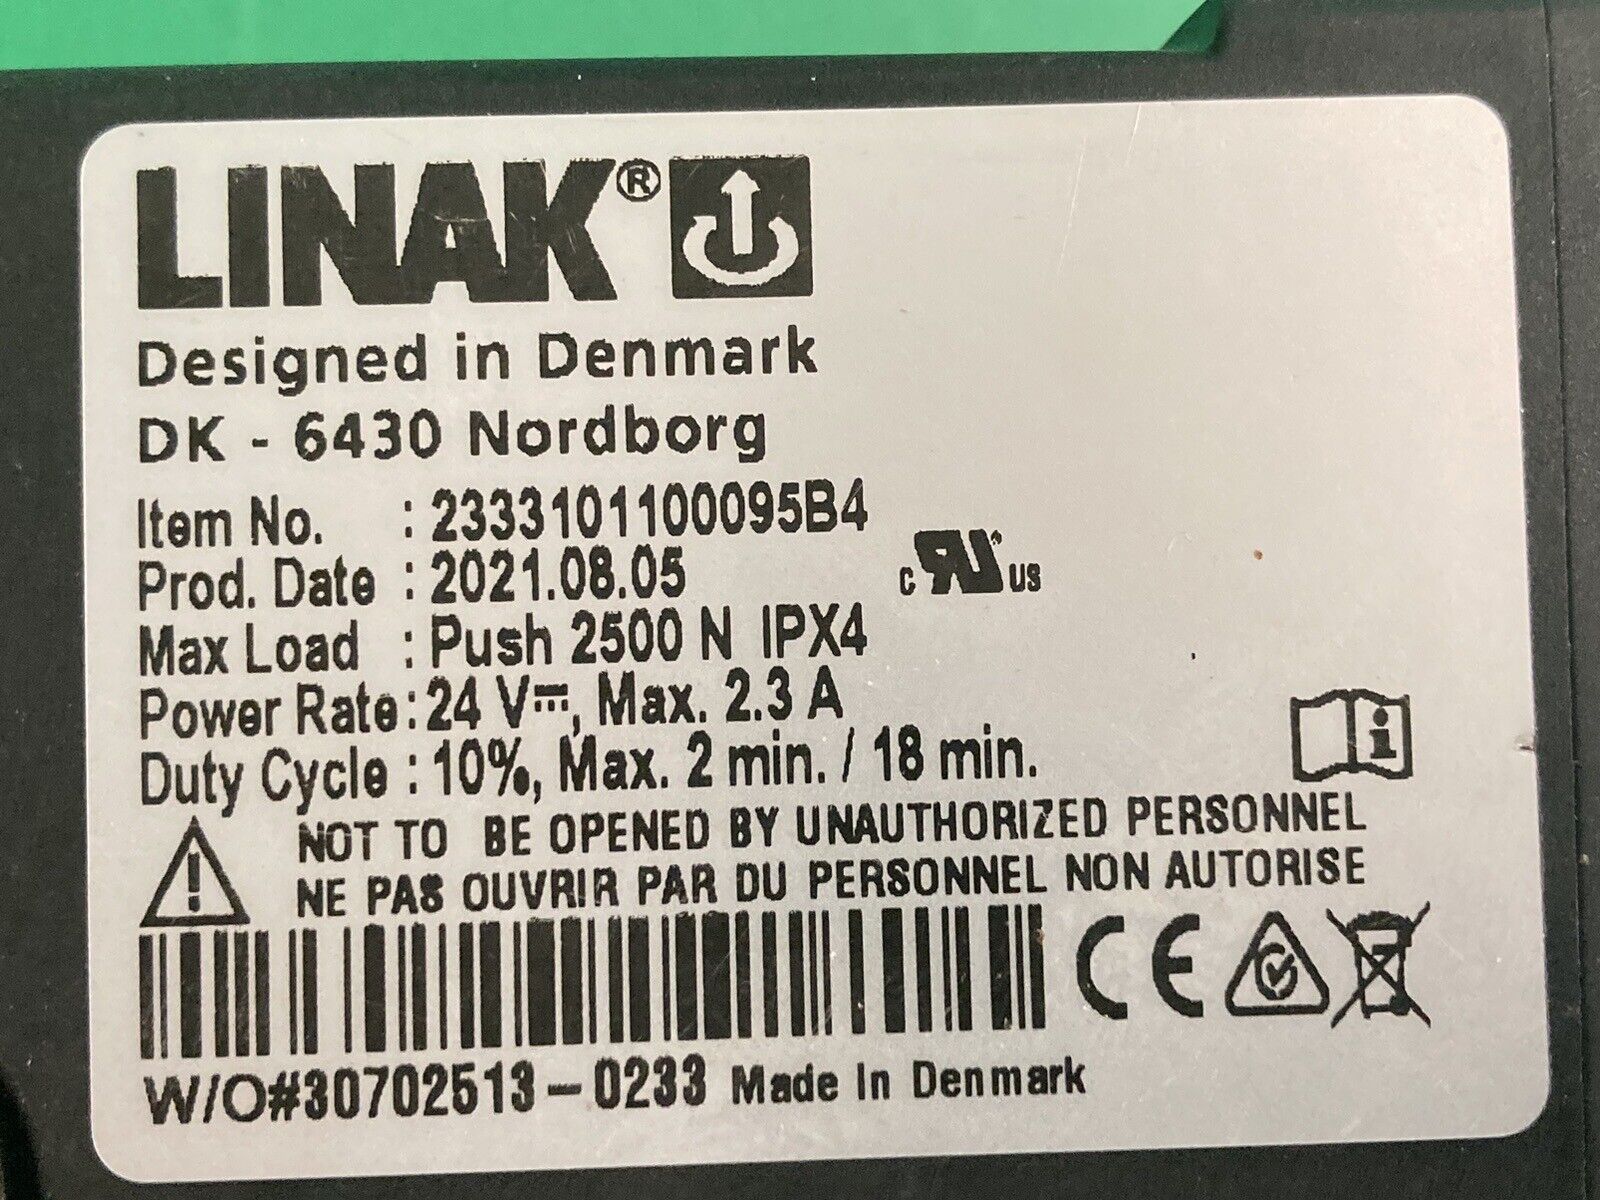 LINAK®
Designed in Denmark
DK - 6430 Nordborg
Item No. : 2333101100095B4
Prod. Date : 2021.08.05
c RU US
Max Load : Push 2500 N IPX4
Power Rate : 24 V⎓, Max. 2.3 A
Duty Cycle : 10%, Max. 2 min. / 18 min.
NOT TO BE OPENED BY UNAUTHORIZED PERSONNEL
NE PAS OUVRIR PAR DU PERSONNEL NON AUTORISE
CE
W/O#30702513-0233 Made In Denmark